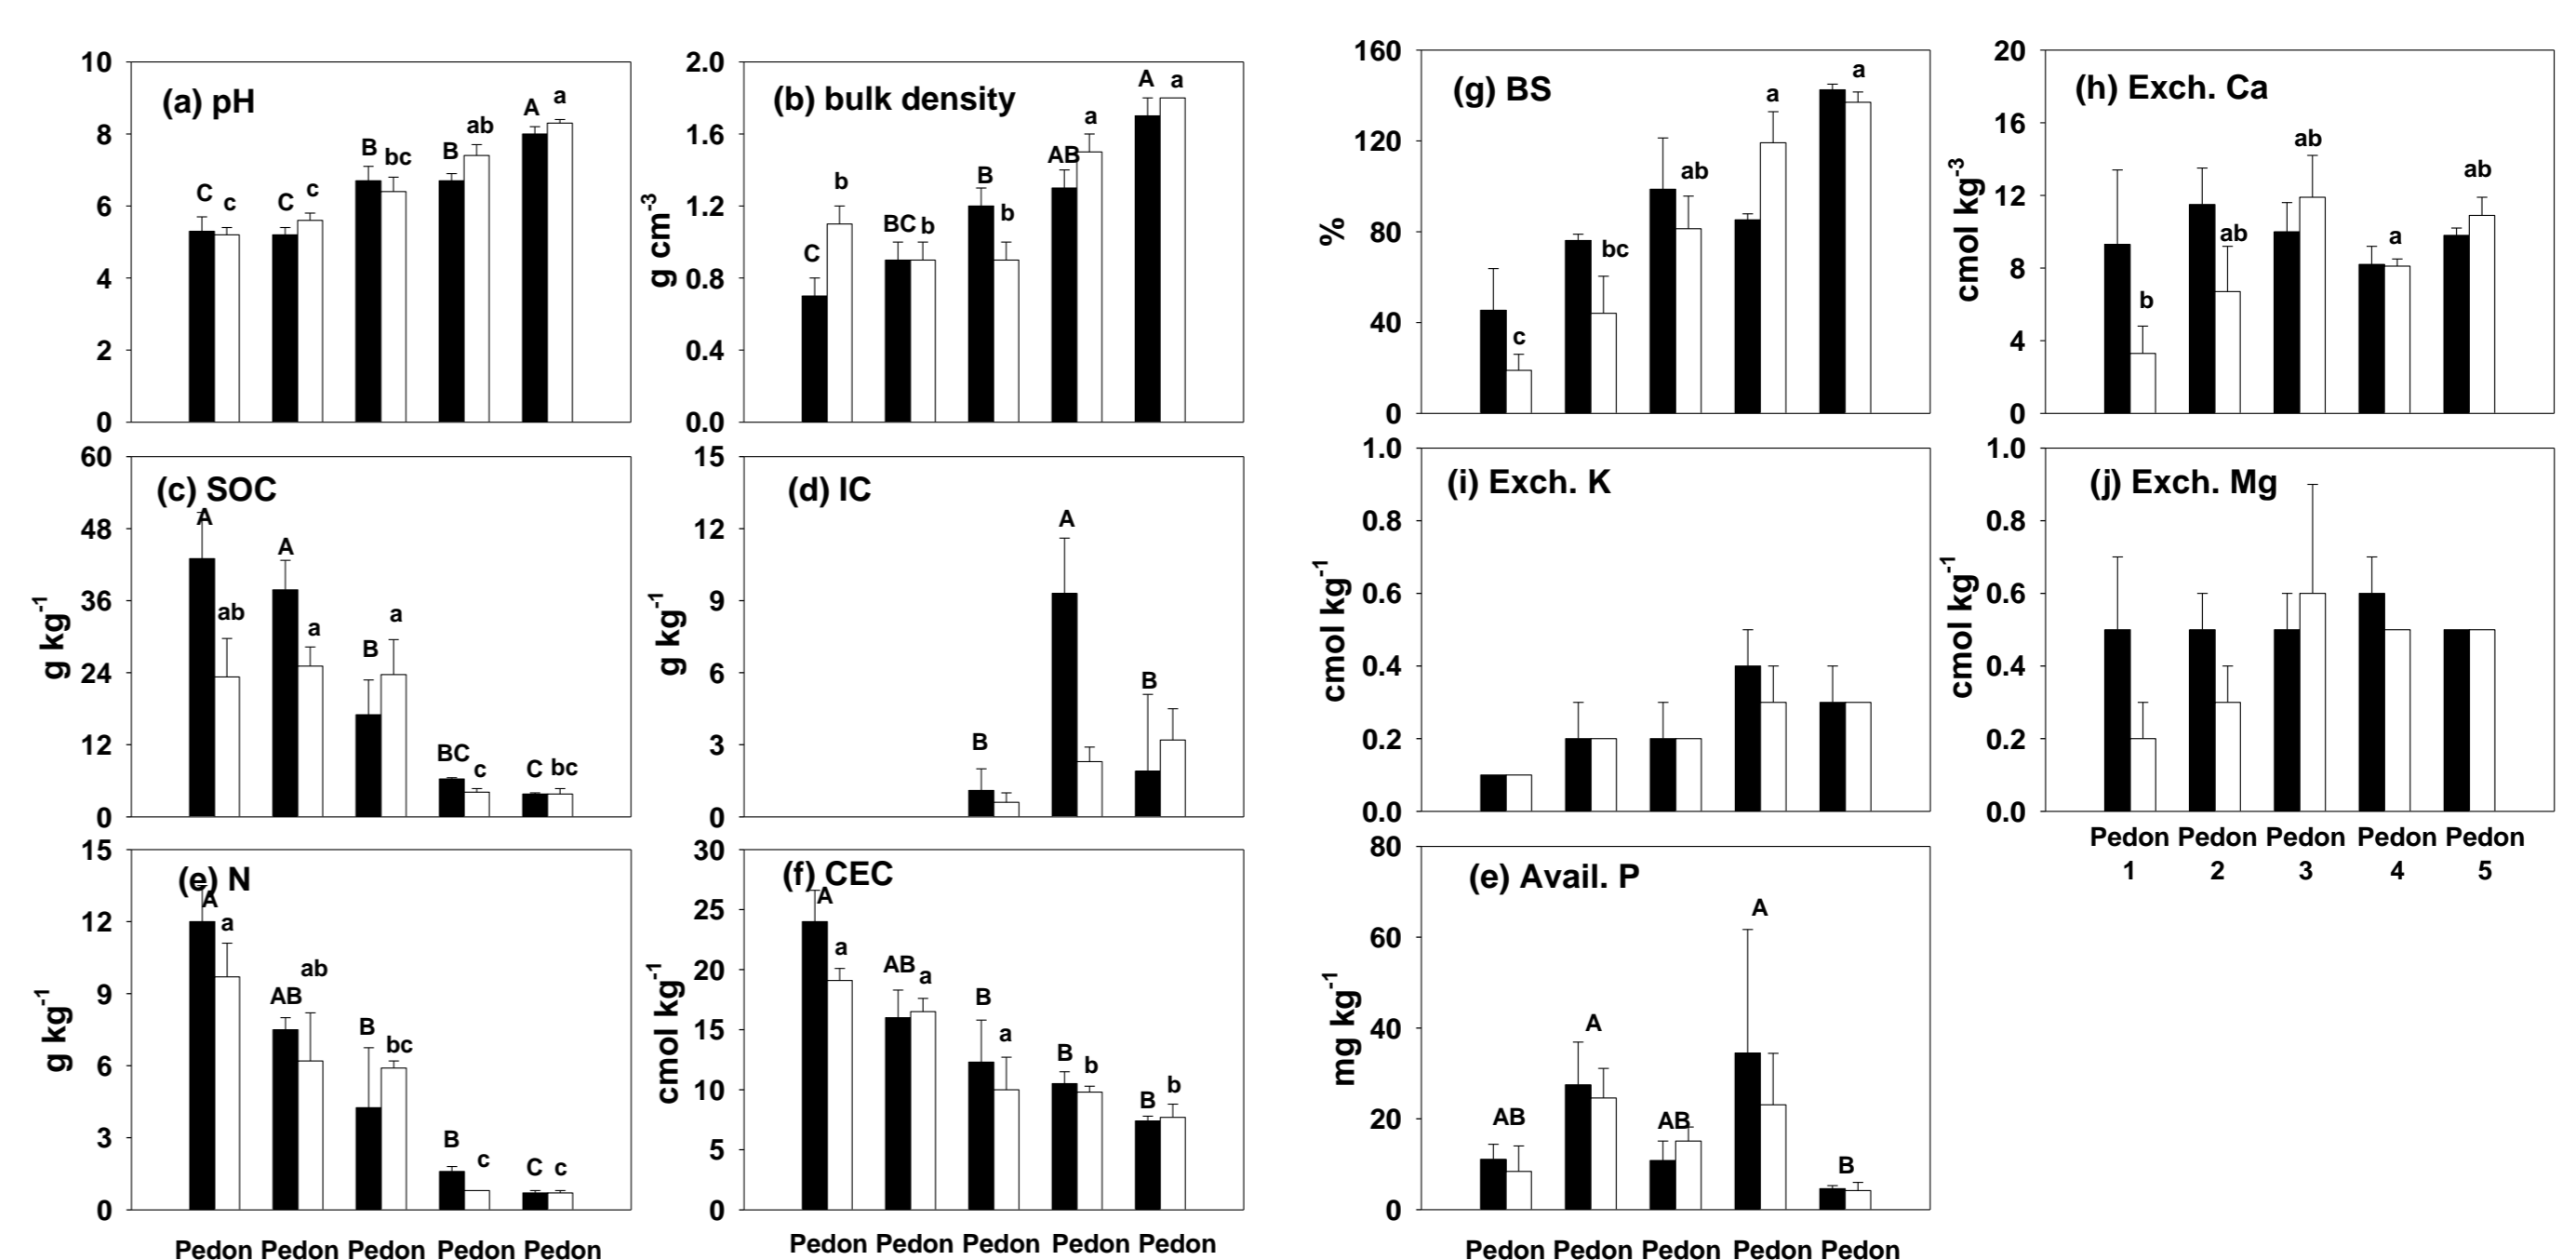 (a) pH
10
8
6
4
2
0
C c C c B bc B ab A a
(b) bulk density
g cm-3
2.0
1.6
1.2
0.8
0.4
0.0
C b BC b B b AB a A a
(g) BS
%
160
120
80
40
0
c bc ab a a
(h) Exch. Ca
cmol kg-3
20
16
12
8
4
0
b ab ab a ab
(c) SOC
g kg-1
60
48
36
24
12
0
A ab A a B a BC c C bc
(d) IC
g kg-1
15
12
9
6
3
0
B A B
(i) Exch. K
cmol kg-1
1.0
0.8
0.6
0.4
0.2
0.0
(j) Exch. Mg
cmol kg-1
1.0
0.8
0.6
0.4
0.2
0.0
Pedon Pedon Pedon Pedon Pedon
1 2 3 4 5
(e) N
g kg-1
15
12
9
6
3
0
A a AB ab B bc B c C c
Pedon Pedon Pedon Pedon Pedon
(f) CEC
cmol kg-1
30
25
20
15
10
5
0
A a AB a B a B b B b
Pedon Pedon Pedon Pedon Pedon
(e) Avail. P
mg kg-1
80
60
40
20
0
AB A AB A B
Pedon Pedon Pedon Pedon Pedon